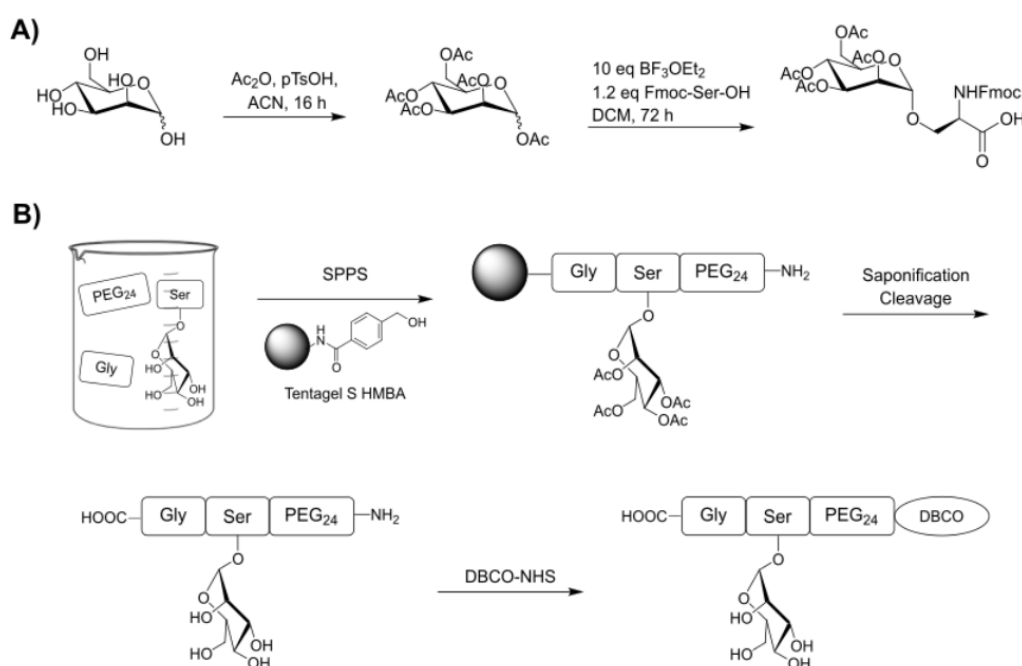 A)
OH
HO
HO
HO
O
OH
Ac₂O, pTsOH,
ACN, 16 h
OAc
AcO
AcO
AcO
O
OAc
10 eq BF₃OEt₂
1.2 eq Fmoc-Ser-OH
DCM, 72 h
OAc
AcO
AcO
AcO
O
O
NHFmoc
OH
O
B)
PEG₂₄
Ser
O
Gly
O
HO
HO
HO
OH
OH
SPPS
H
N
O
OH
Tentagel S HMBA
Gly
Ser
PEG₂₄
NH₂
O
O
AcO
AcO
OAc
OAc
Saponification
Cleavage
HOOC
Gly
Ser
PEG₂₄
NH₂
O
O
HO
HO
OH
OH
DBCO-NHS
HOOC
Gly
Ser
PEG₂₄
DBCO
O
O
HO
HO
OH
OH